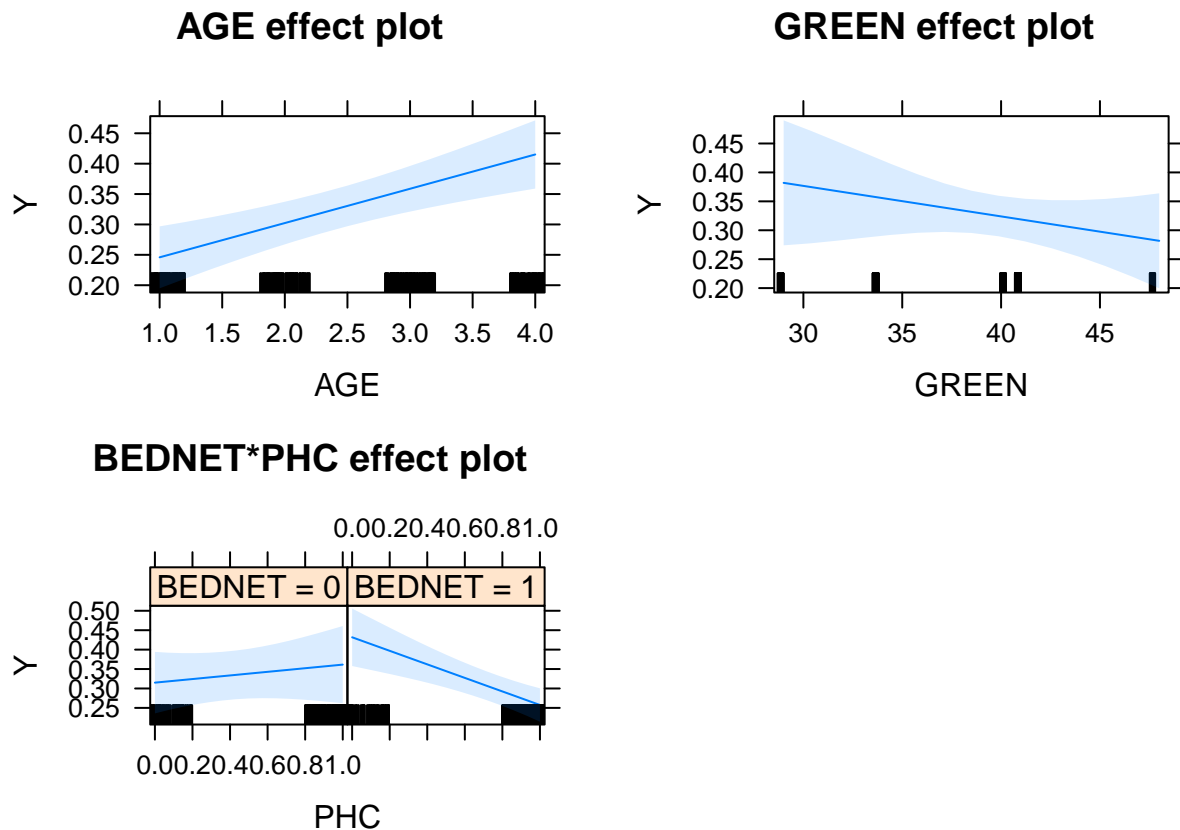 AGE effect plot
0.45
0.40
0.35
0.30
0.25
0.20
Y
1.0 1.5 2.0 2.5 3.0 3.5 4.0
AGE
GREEN effect plot
0.45
0.40
0.35
0.30
0.25
0.20
Y
30 35 40 45
GREEN
BEDNET*PHC effect plot
0.00.20.40.60.81.0
BEDNET = 0 BEDNET = 1
0.50
0.45
0.40
0.35
0.30
0.25
Y
0.00.20.40.60.81.0
PHC